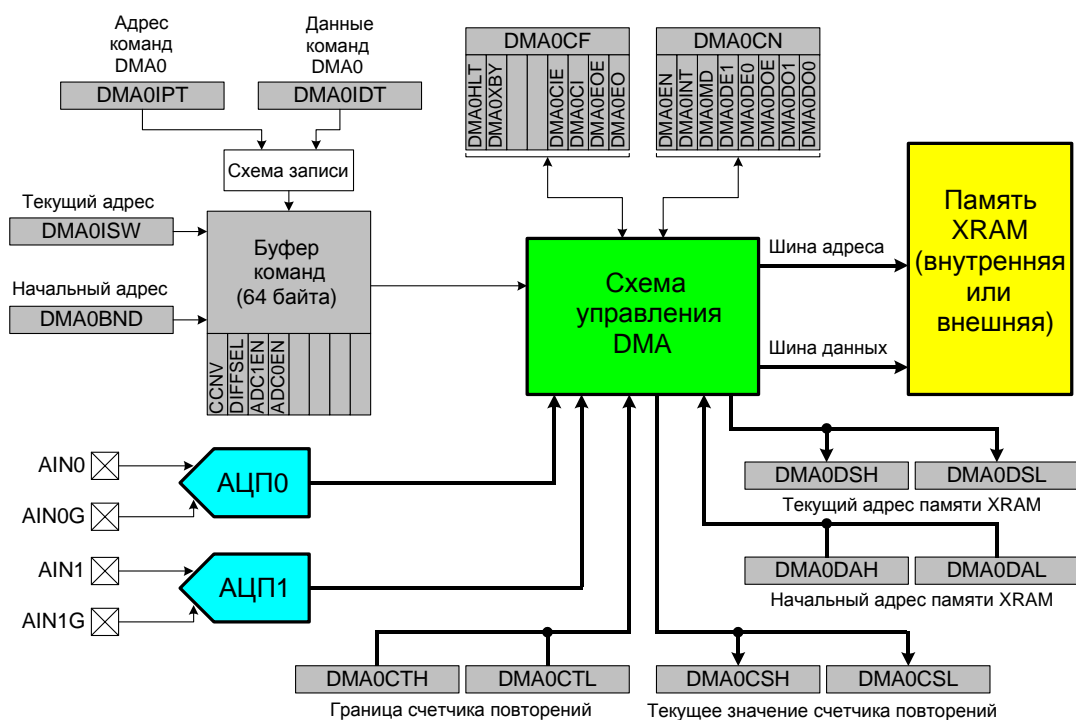 Адрес
команд
DMA0
Данные
команд
DMA0
DMA0IPT
DMA0IDT
Схема записи
Текущий адрес
DMA0ISW
Начальный адрес
DMA0BND
Буфер
команд
(64 байта)
CCNV
DIFFSEL
ADC1EN
ADC0EN
DMA0CF
DMA0HLT
DMA0XBY
DMA0CIE
DMA0CI
DMA0EOE
DMA0EO
DMA0CN
DMA0EN
DMA0INT
DMA0MD
DMA0DE1
DMA0DE0
DMA0DOE
DMA0DO1
DMA0DO0
Схема
управления
DMA
Шина адреса
Шина данных
Память
XRAM
(внутренняя
или
внешняя)
AIN0
AIN0G
АЦП0
AIN1
AIN1G
АЦП1
DMA0DSH
DMA0DSL
Текущий адрес памяти XRAM
DMA0DAH
DMA0DAL
Начальный адрес памяти XRAM
DMA0CTH
DMA0CTL
Граница счетчика повторений
DMA0CSH
DMA0CSL
Текущее значение счетчика повторений